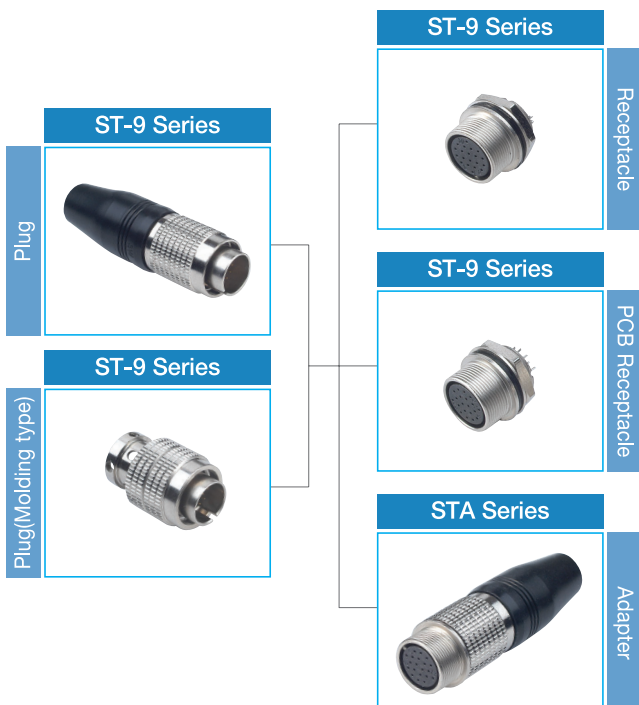 ST-9 Series
Plug
ST-9 Series
Plug(Molding type)
ST-9 Series
Receptacle
ST-9 Series
PCB Receptacle
STA Series
Adapter